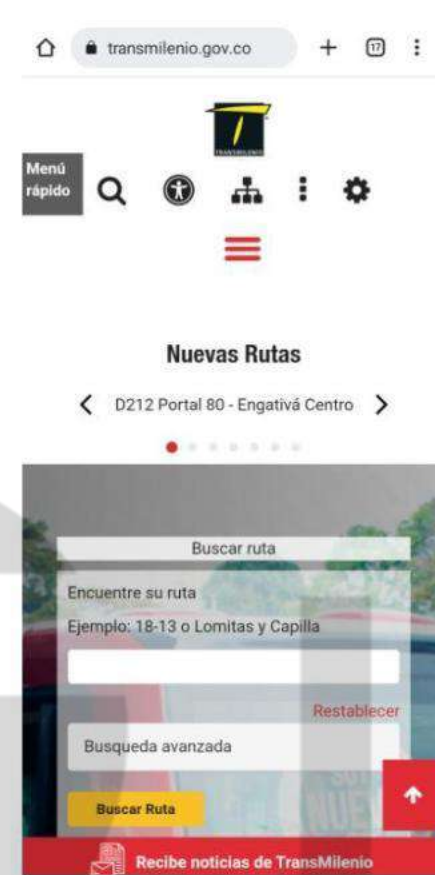 transmilenio.gov.co
17
TRANSMILENIO
Menú
rápido
Nuevas Rutas
D212 Portal 80 - Engativá Centro
Buscar ruta
Encuentre su ruta
Ejemplo: 18-13 o Lomitas y Capilla
Restablecer
Busqueda avanzada
Buscar Ruta
Recibe noticias de TransMilenio